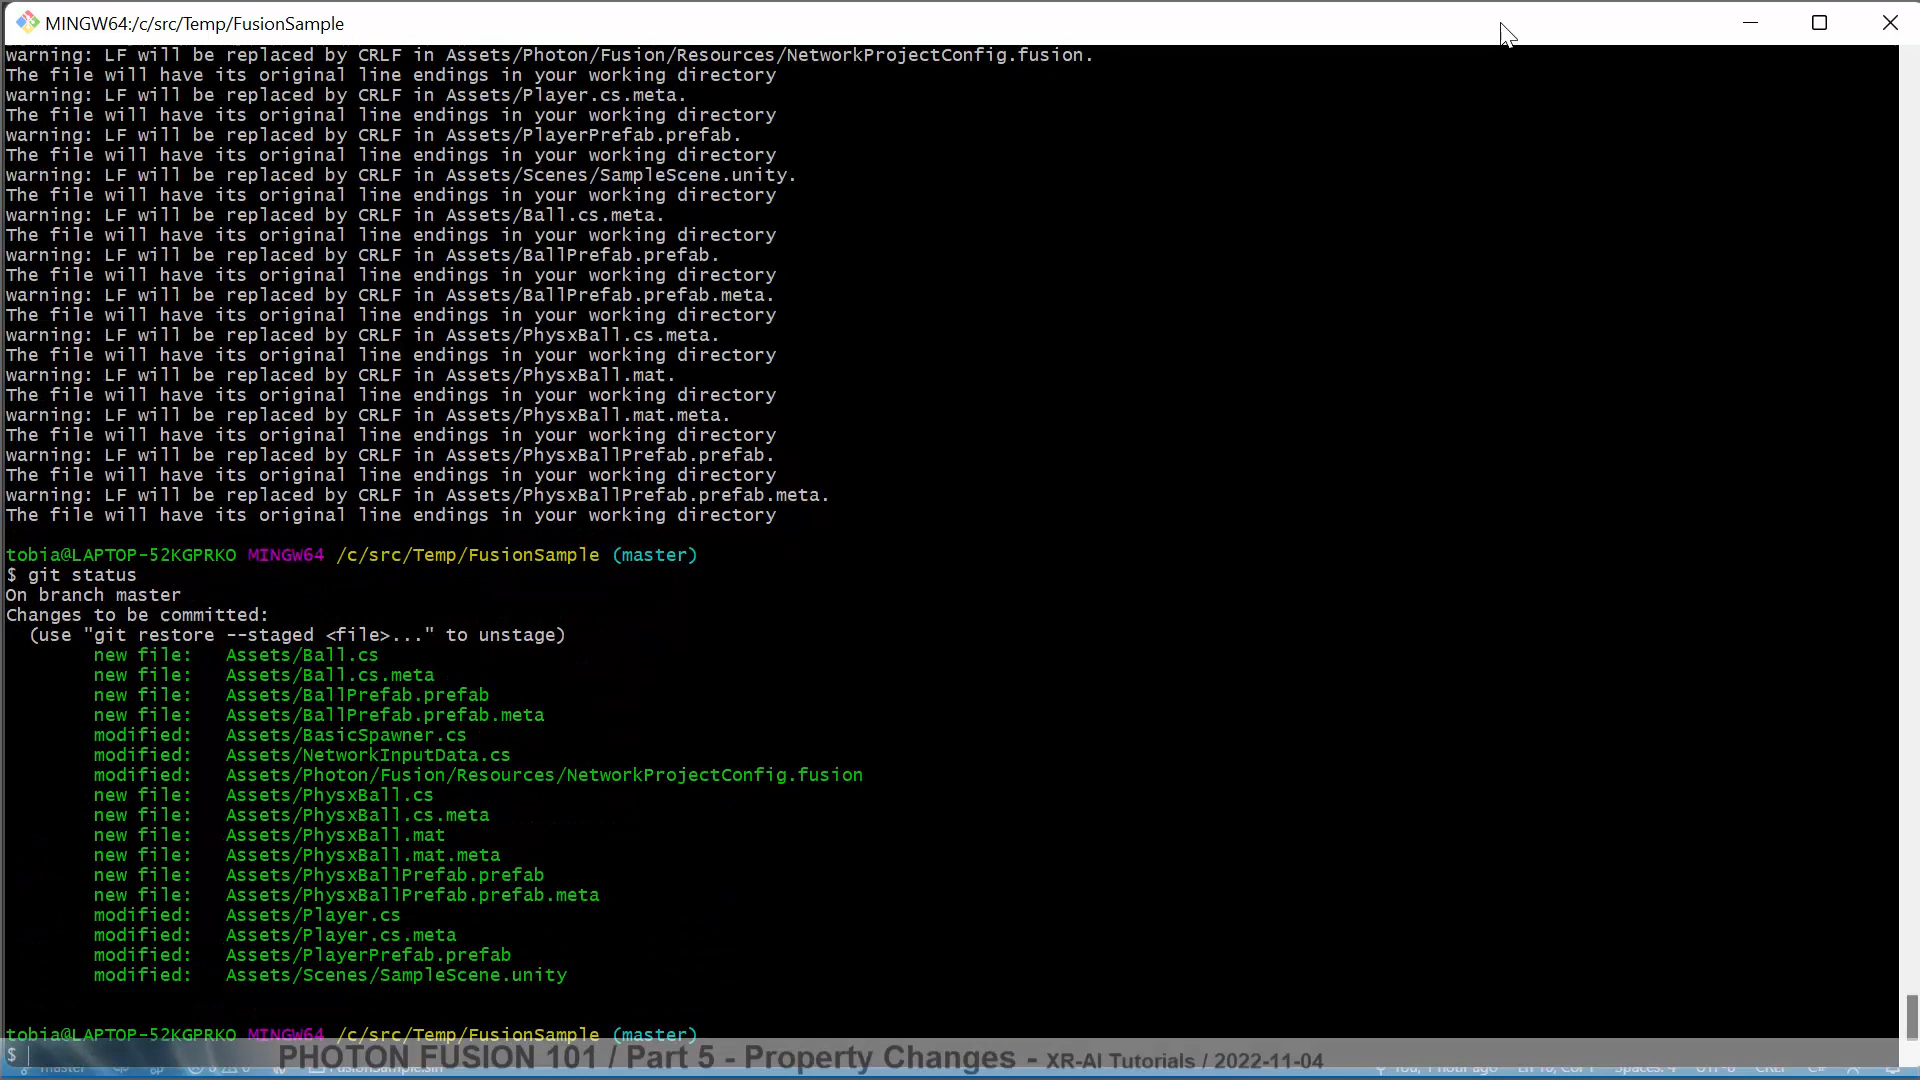 MINGW64:/c/src/Temp/FusionSample
warning: LF will be replaced by CRLF in Assets/Photon/Fusion/Resources/NetworkProjectConfig.fusion.
The file will have its original line endings in your working directory
warning: LF will be replaced by CRLF in Assets/Player.cs.meta.
The file will have its original line endings in your working directory
warning: LF will be replaced by CRLF in Assets/PlayerPrefab.prefab.
The file will have its original line endings in your working directory
warning: LF will be replaced by CRLF in Assets/Scenes/SampleScene.unity.
The file will have its original line endings in your working directory
warning: LF will be replaced by CRLF in Assets/Ball.cs.meta.
The file will have its original line endings in your working directory
warning: LF will be replaced by CRLF in Assets/BallPrefab.prefab.
The file will have its original line endings in your working directory
warning: LF will be replaced by CRLF in Assets/BallPrefab.prefab.meta.
The file will have its original line endings in your working directory
warning: LF will be replaced by CRLF in Assets/PhysxBall.cs.meta.
The file will have its original line endings in your working directory
warning: LF will be replaced by CRLF in Assets/PhysxBall.mat.
The file will have its original line endings in your working directory
warning: LF will be replaced by CRLF in Assets/PhysxBall.mat.meta.
The file will have its original line endings in your working directory
warning: LF will be replaced by CRLF in Assets/PhysxBallPrefab.prefab.
The file will have its original line endings in your working directory
warning: LF will be replaced by CRLF in Assets/PhysxBallPrefab.prefab.meta.
The file will have its original line endings in your working directory
tobia@LAPTOP-52KGPRKO MINGW64 /c/src/Temp/FusionSample (master)
$ git status
On branch master
Changes to be committed:
(use "git restore --staged <file>..." to unstage)
new file: Assets/Ball.cs
new file: Assets/Ball.cs.meta
new file: Assets/BallPrefab.prefab
new file: Assets/BallPrefab.prefab.meta
modified: Assets/BasicSpawner.cs
modified: Assets/NetworkInputData.cs
modified: Assets/Photon/Fusion/Resources/NetworkProjectConfig.fusion
new file: Assets/PhysxBall.cs
new file: Assets/PhysxBall.cs.meta
new file: Assets/PhysxBall.mat
new file: Assets/PhysxBall.mat.meta
new file: Assets/PhysxBallPrefab.prefab
new file: Assets/PhysxBallPrefab.prefab.meta
modified: Assets/Player.cs
modified: Assets/Player.cs.meta
modified: Assets/PlayerPrefab.prefab
modified: Assets/Scenes/SampleScene.unity
tobia@LAPTOP-52KGPRKO MINGW64 /c/src/Temp/FusionSample (master)
$
PHOTON FUSION 101 / Part 5 - Property Changes - XR-AI Tutorials / 2022-11-04